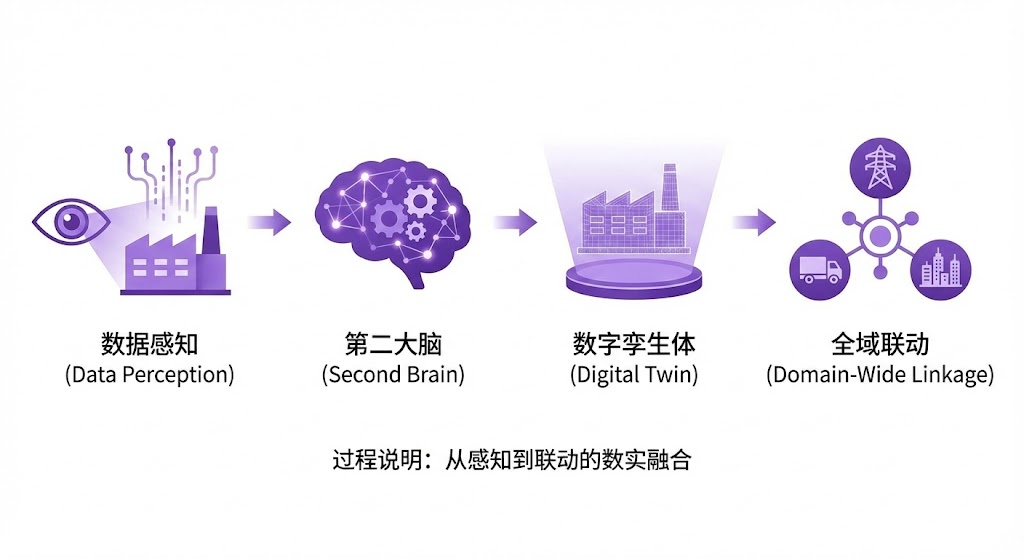 数据感知
(Data Perception)
第二大脑
(Second Brain)
数字孪生体
(Digital Twin)
全域联动
(Domain-Wide Linkage)
过程说明：从感知到联动的数实融合